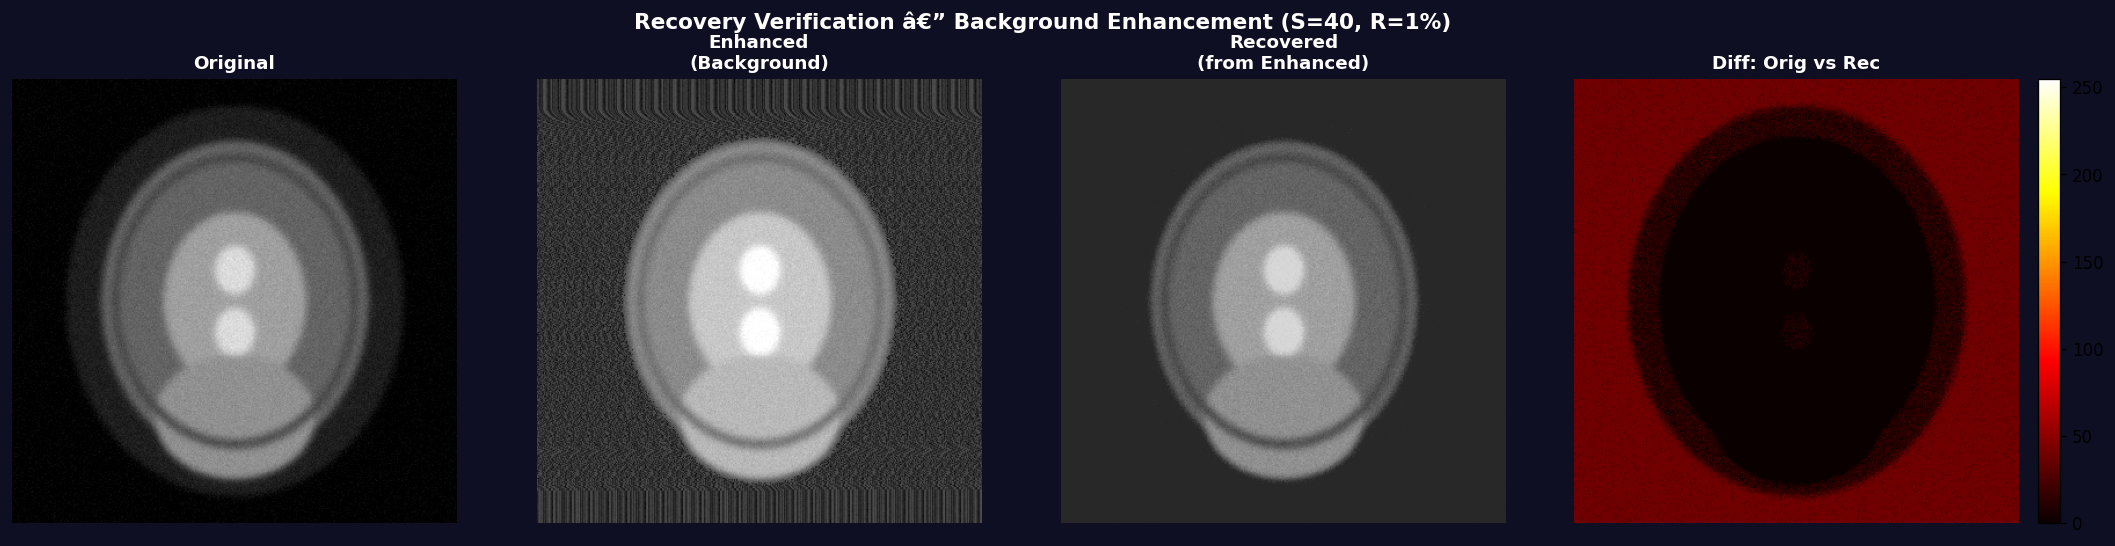 Recovery Verification â€” Background Enhancement (S=40, R=1%)
Original
Enhanced
(Background)
Recovered
(from Enhanced)
Diff: Orig vs Rec
250
200
150
100
50
0